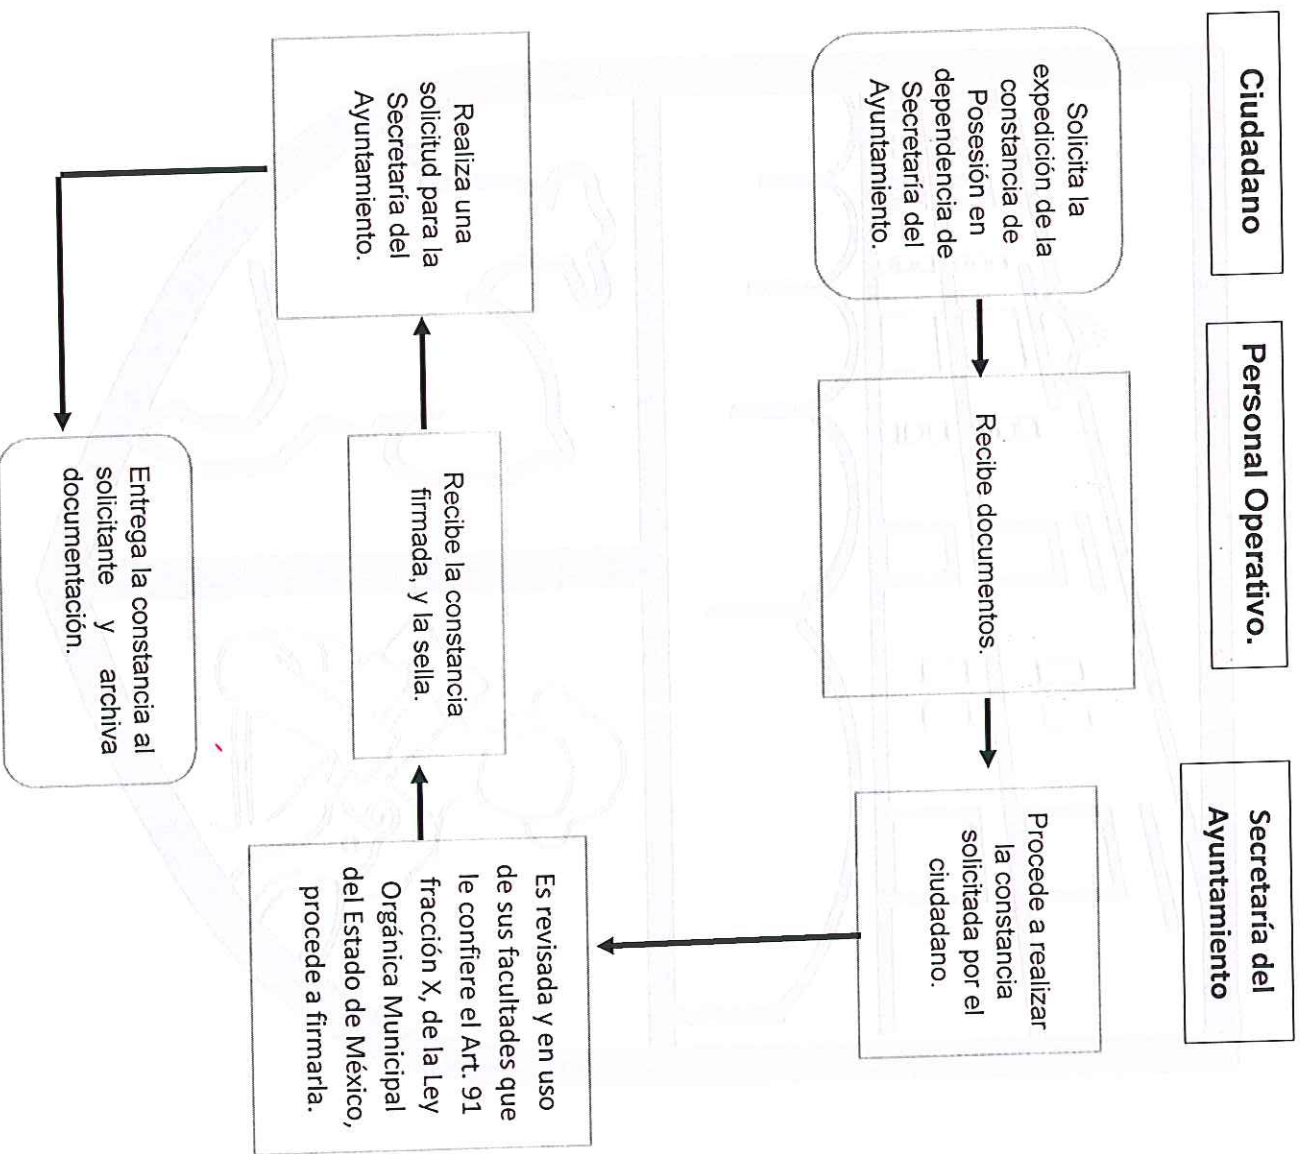 Ciudadano
Personal Operativo.
Secretaría del
Ayuntamiento
Solicita la
expedición de la
constancia de
Posesión en
dependencia de
Secretaría del
Ayuntamiento.
Recibe documentos.
Procede a realizar
la constancia
solicitada por el
ciudadano.
Es revisada y en uso
de sus facultades que
le confiere el Art. 91
fracción X, de la Ley
Orgánica Municipal
del Estado de México,
procede a firmarla.
Recibe la constancia
firmada, y la sella.
Realiza una
solicitud para la
Secretaría del
Ayuntamiento.
Entrega la constancia al
solicitante y archiva
documentación.